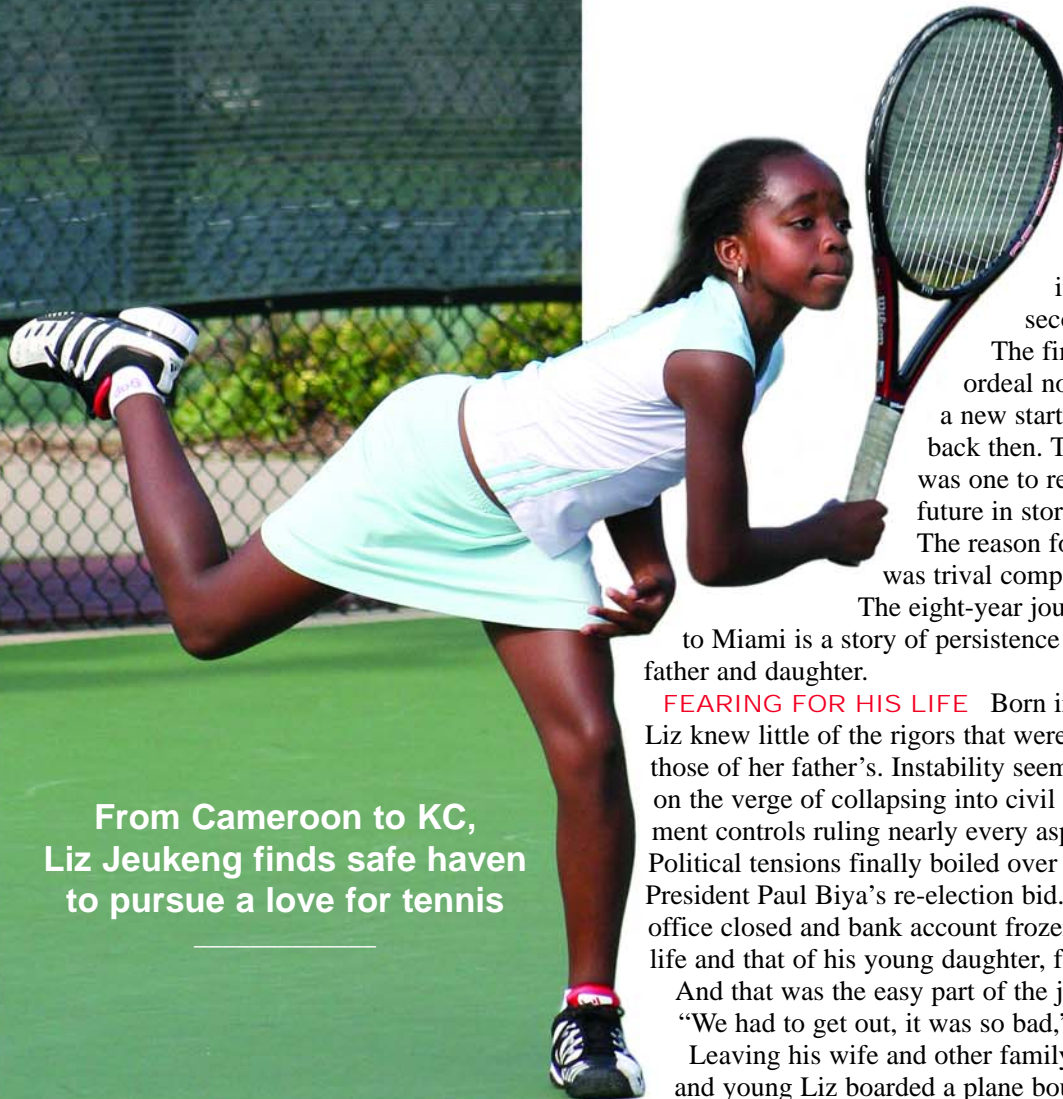 i
seco
The fir
ordeal no
a new start
back then. T
was one to re
future in stor
The reason fo
was trival comp
The eight-year jou
to Miami is a story of persistence
father and daughter.
FEARING FOR HIS LIFE Born i
Liz knew little of the rigors that were
those of her father's. Instability seem
on the verge of collapsing into civil
ment controls ruling nearly every asp
Political tensions finally boiled over
President Paul Biya's re-election bid.
office closed and bank account froze
life and that of his young daughter, f
And that was the easy part of the j
“We had to get out, it was so bad,”
Leaving his wife and other family
and young Liz boarded a plane bou
From Cameroon to KC,
Liz Jeukeng finds safe haven
to pursue a love for tennis
Wilson